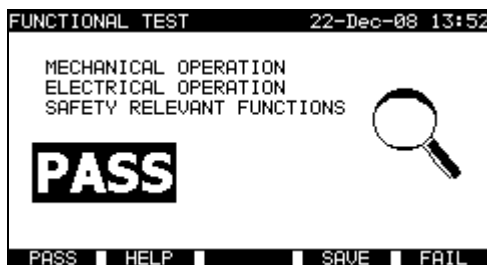 FUNCTIONAL TEST 22-Dec-08 13:52
MECHANICAL OPERATION
ELECTRICAL OPERATION
SAFETY RELEVANT FUNCTIONS
PASS
PASS HELP SAVE FAIL